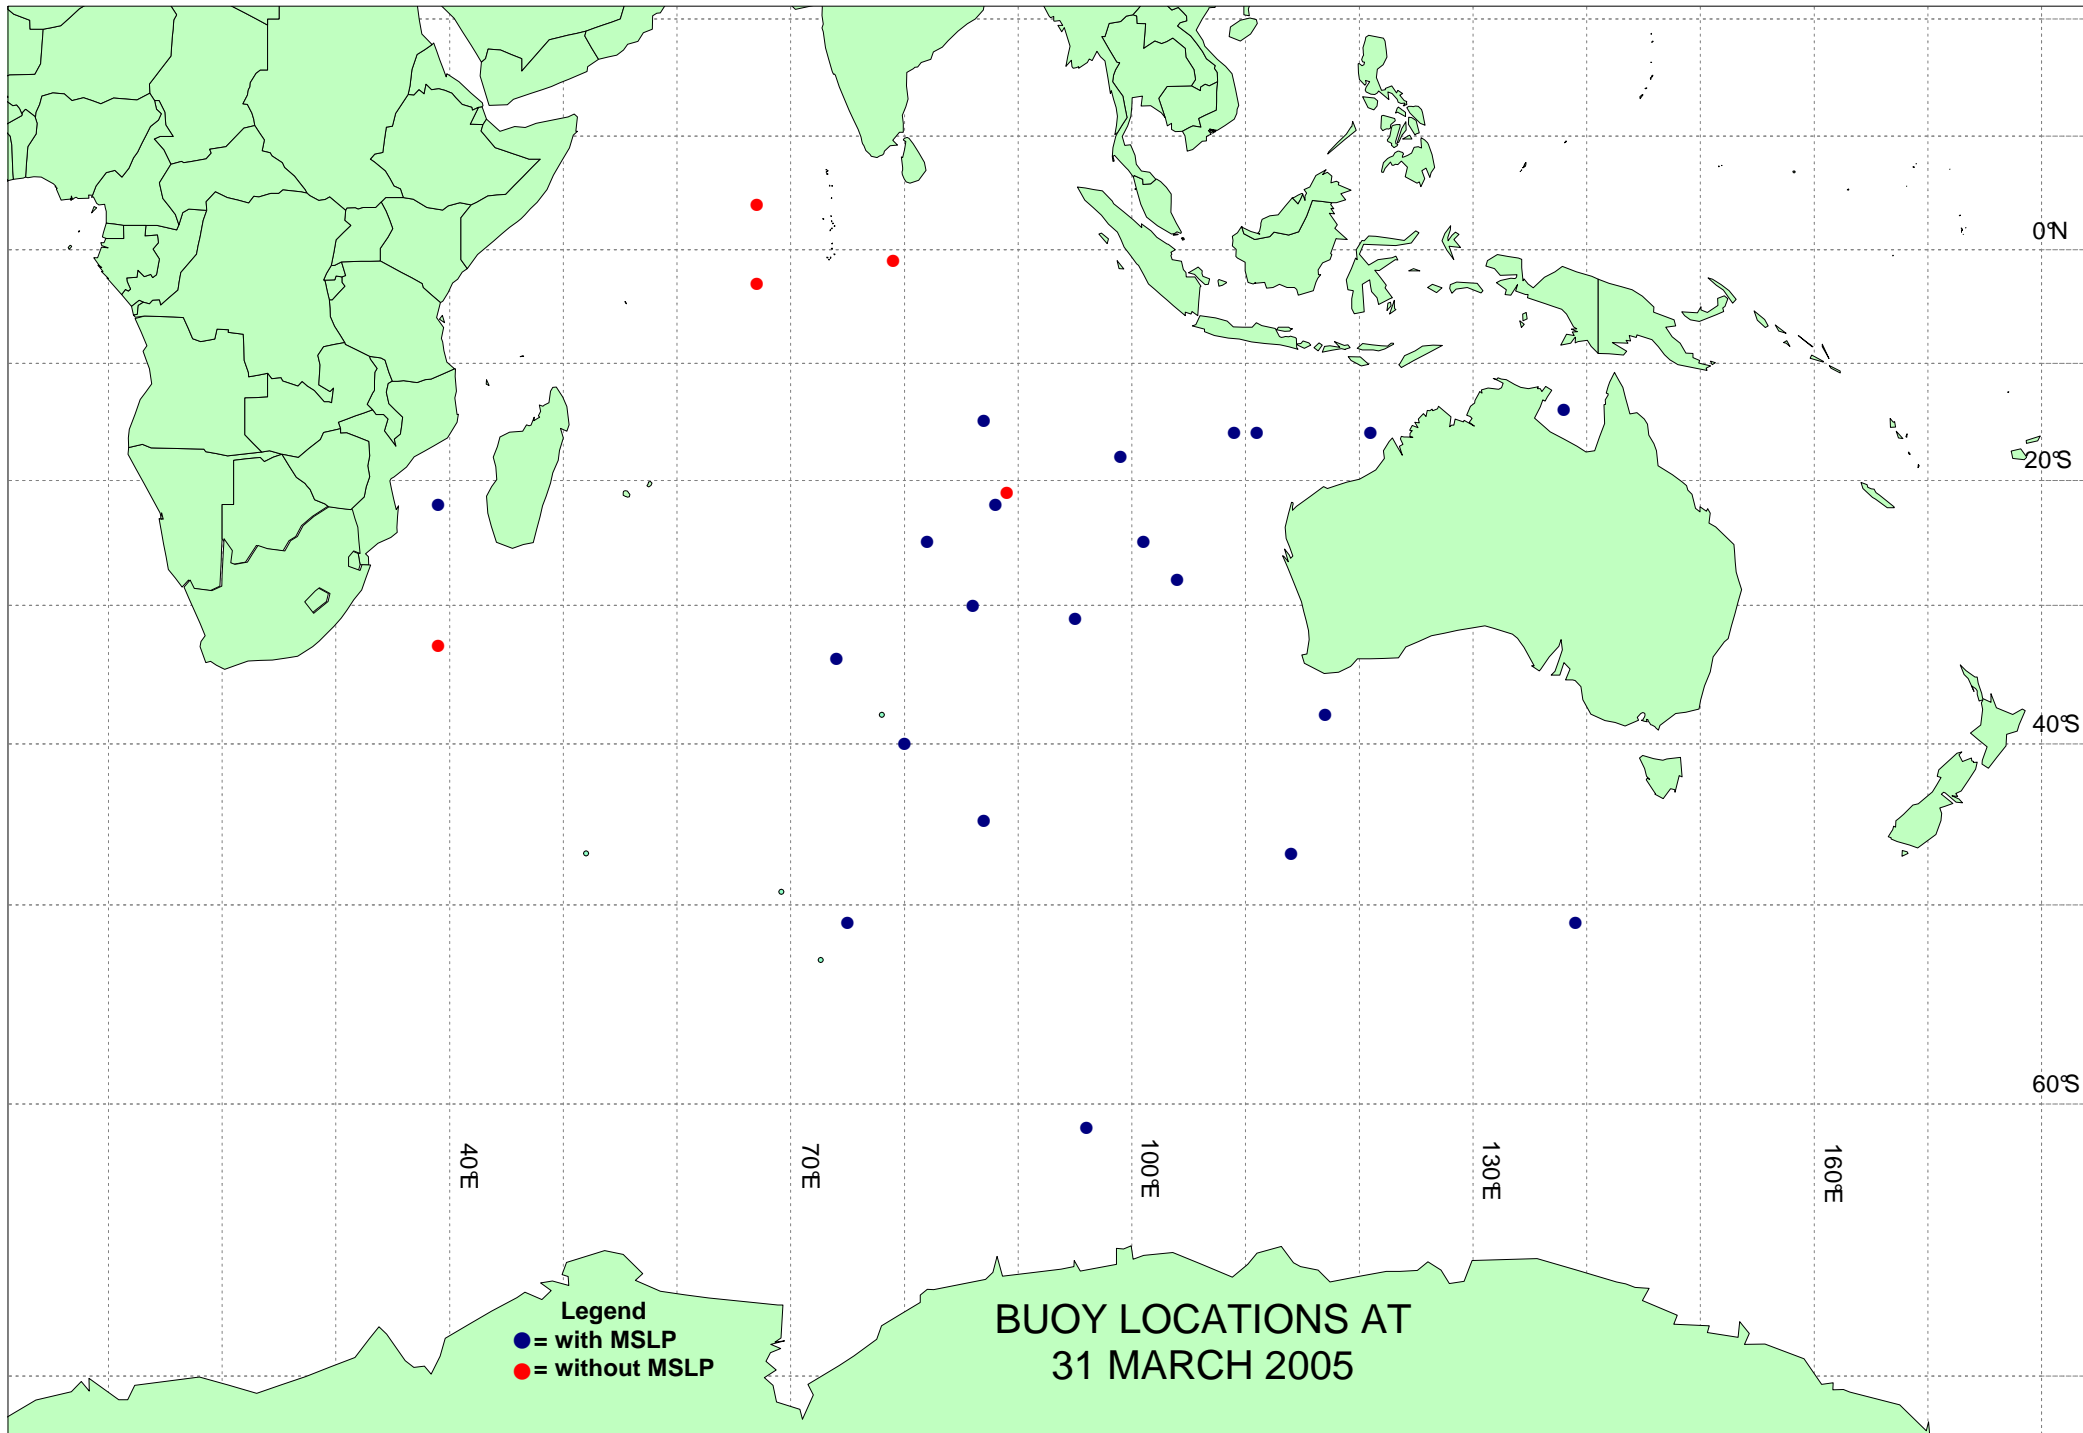 0°N
20°S
40°S
60°S
40°E
70°E
100°E
130°E
160°E
Legend
= with MSLP
= without MSLP
BUOY LOCATIONS AT
31 MARCH 2005